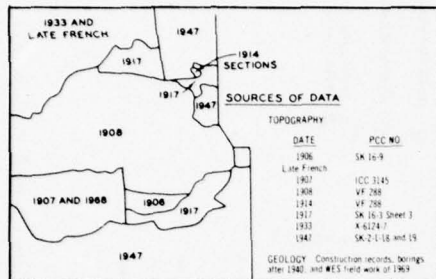 1933 AND
LATE FRENCH
1947
1917
1914
SECTIONS
1917
1947
1908
1907 AND 1968
1906
1917
1947
SOURCES OF DATA
TOPOGRAPHY
DATE PCC NO.
1906 SK 16-9
Late French
1907 ICC 3145
1908 VF 288
1914 VF 288
1917 SK 16-3 Sheet 3
1933 X-6124-7
1947 SK-2-1-18 and 19
GEOLOGY Construction records, borings
after 1940, and WES field work of 1969